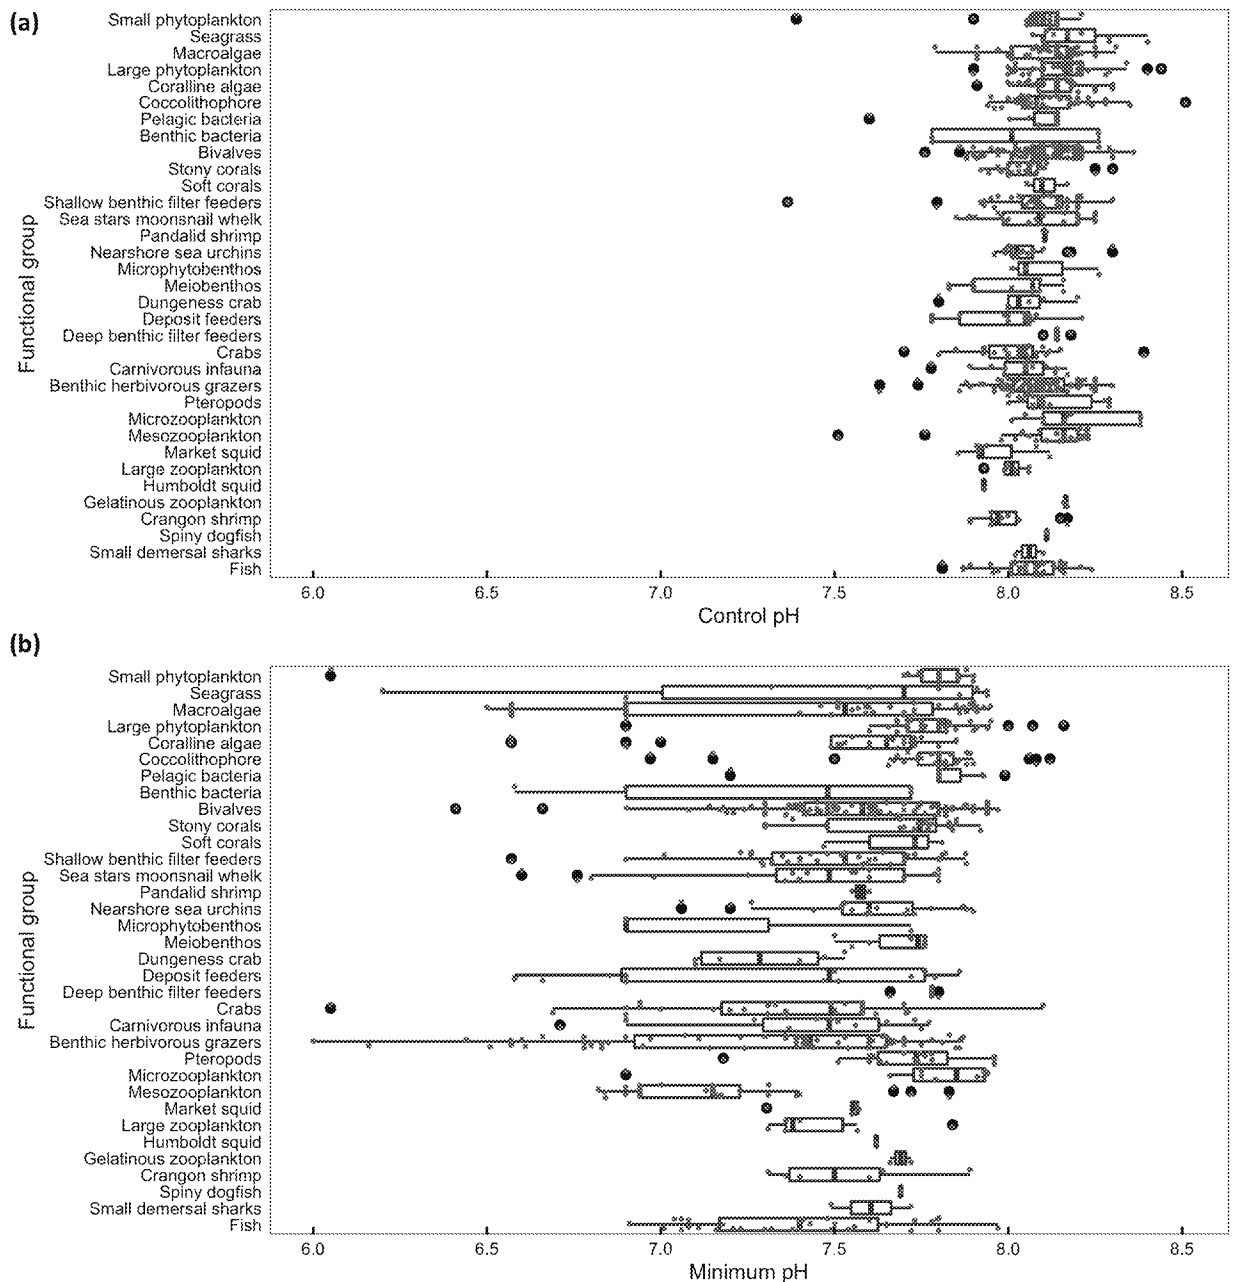 (a)
Small phytoplankton
Seagrass
Macroalgae
Large phytoplankton
Coralline algae
Coccolithophore
Pelagic bacteria
Benthic bacteria
Bivalves
Stony corals
Soft corals
Shallow benthic filter feeders
Sea stars moonsnail whelk
Pandalid shrimp
Nearshore sea urchins
Microphytobenthos
Meiobenthos
Dungeness crab
Deposit feeders
Deep benthic filter feeders
Crabs
Carnivorous infauna
Benthic herbivorous grazers
Pteropods
Microzooplankton
Mesozooplankton
Market squid
Large zooplankton
Humboldt squid
Gelatinous zooplankton
Crangon shrimp
Spiny dogfish
Small demersal sharks
Fish
Functional group
6.0 6.5 7.0 7.5 8.0 8.5
Control pH
(b)
Small phytoplankton
Seagrass
Macroalgae
Large phytoplankton
Coralline algae
Coccolithophore
Pelagic bacteria
Benthic bacteria
Bivalves
Stony corals
Soft corals
Shallow benthic filter feeders
Sea stars moonsnail whelk
Pandalid shrimp
Nearshore sea urchins
Microphytobenthos
Meiobenthos
Dungeness crab
Deposit feeders
Deep benthic filter feeders
Crabs
Carnivorous infauna
Benthic herbivorous grazers
Pteropods
Microzooplankton
Mesozooplankton
Market squid
Large zooplankton
Humboldt squid
Gelatinous zooplankton
Crangon shrimp
Spiny dogfish
Small demersal sharks
Fish
Functional group
6.0 6.5 7.0 7.5 8.0 8.5
Minimum pH